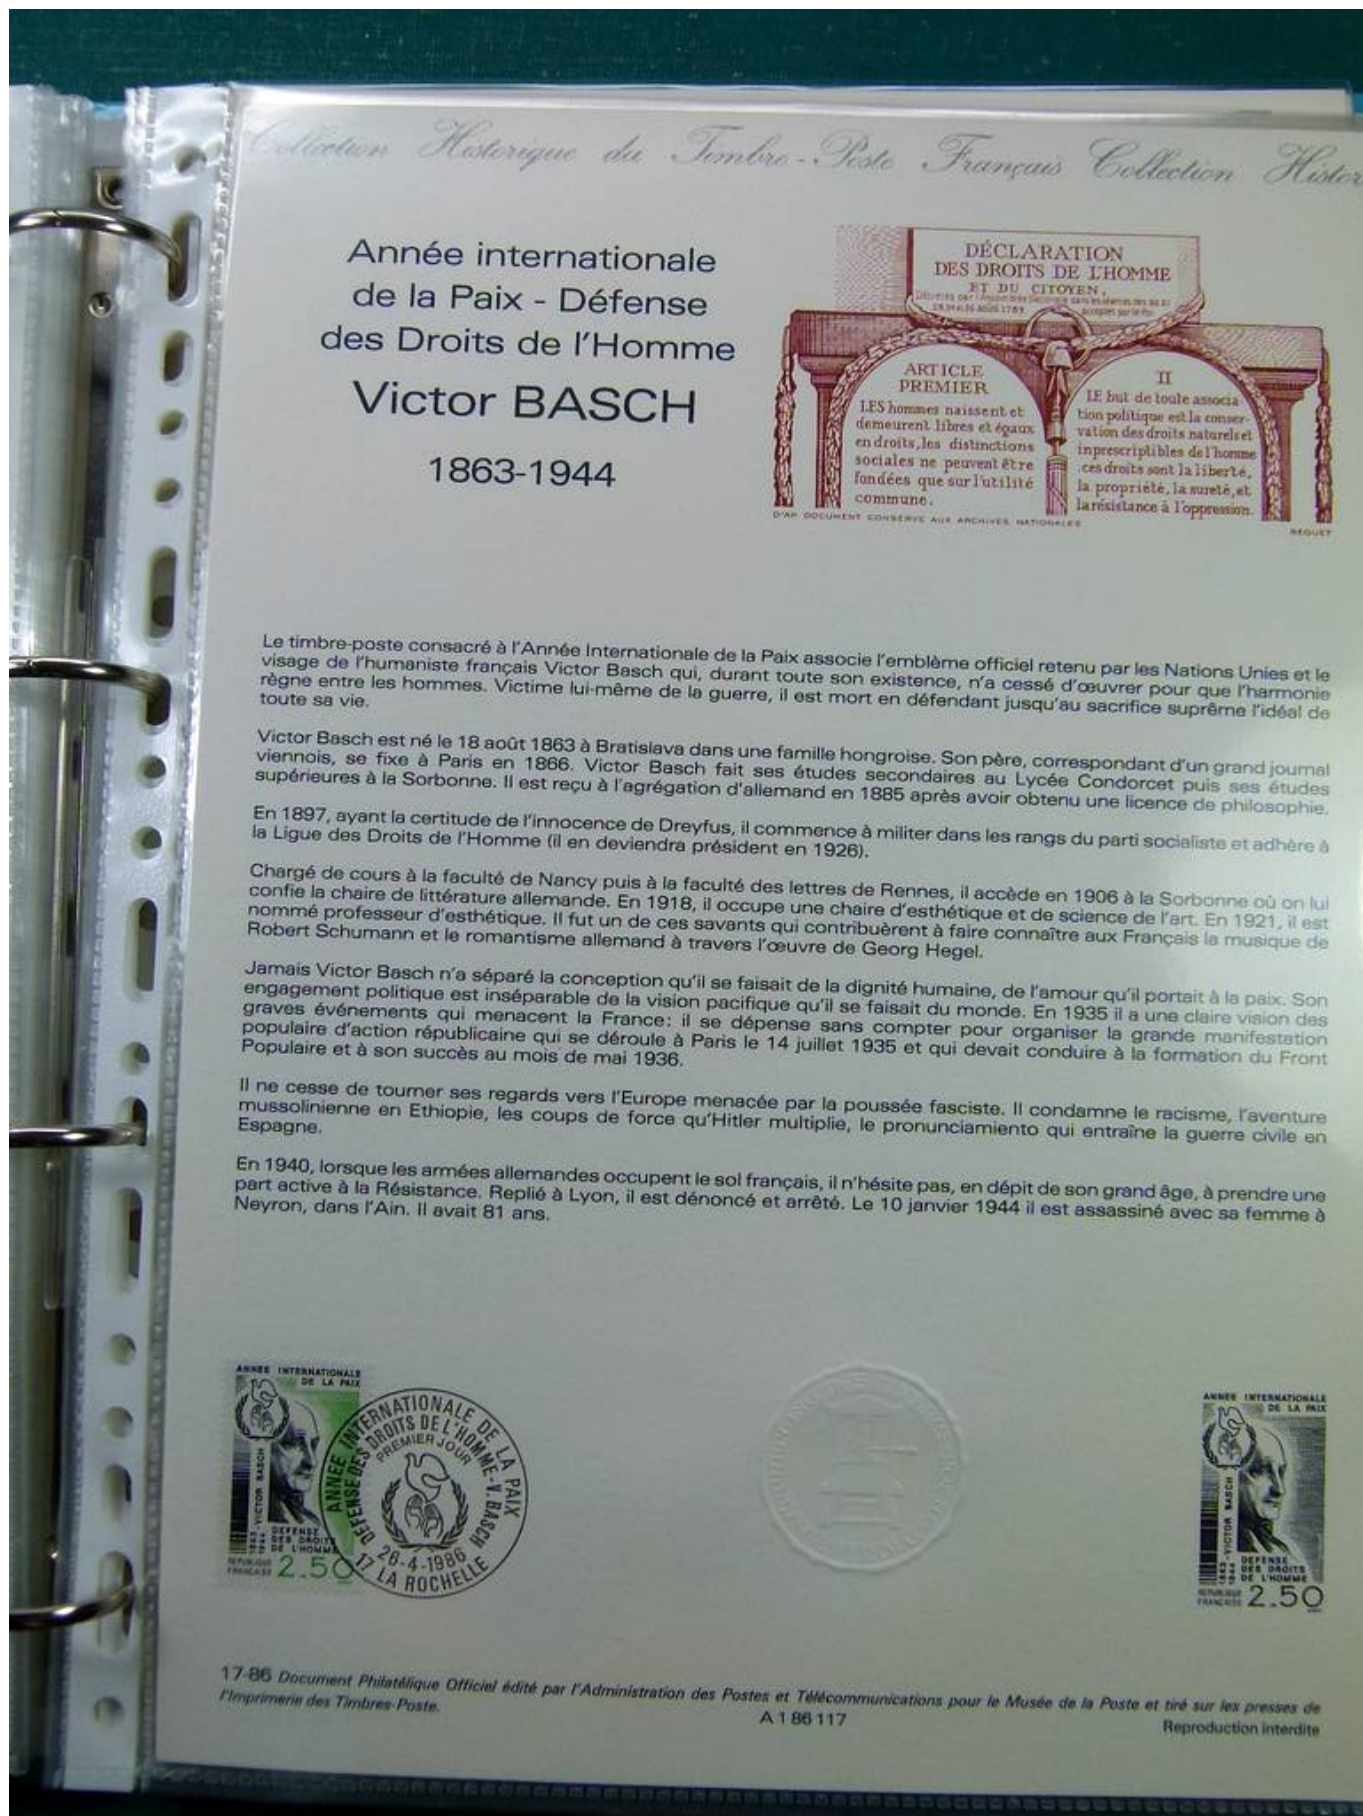 Collection Historique du Timbre-Poste Français Collection Histor
Année internationale
de la Paix - Défense
des Droits de l'Homme
Victor BASCH
1863-1944
DÉCLARATION
DES DROITS DE L'HOMME
ET DU CITOYEN,
ARTICLE
PREMIER
LES hommes naissent et
demeurent libres et égaux
en droits, les distinctions
sociales ne peuvent être
fondées que sur l'utilité
commune.
II
LE but de toute associa
tion politique est la conser-
vation des droits naturels et
inprescriptibles de l'homme
, ces droits sont la liberté,
la propriété, la sureté, et
la résistance à l'oppression.
D'AP. DOCUMENT CONSERVÉ AUX ARCHIVES NATIONALES
BEQUET
Le timbre-poste consacré à l'Année Internationale de la Paix associe l'emblème officiel retenu par les Nations Unies et le
visage de l'humaniste français Victor Basch qui, durant toute son existence, n'a cessé d'œuvrer pour que l'harmonie
règne entre les hommes. Victime lui-même de la guerre, il est mort en défendant jusqu'au sacrifice suprême l'idéal de
toute sa vie.
Victor Basch est né le 18 août 1863 à Bratislava dans une famille hongroise. Son père, correspondant d'un grand journal
viennois, se fixe à Paris en 1866. Victor Basch fait ses études secondaires au Lycée Condorcet puis ses études
supérieures à la Sorbonne. Il est reçu à l'agrégation d'allemand en 1885 après avoir obtenu une licence de philosophie.
En 1897, ayant la certitude de l'innocence de Dreyfus, il commence à militer dans les rangs du parti socialiste et adhère à
la Ligue des Droits de l'Homme (il en deviendra président en 1926).
Chargé de cours à la faculté de Nancy puis à la faculté des lettres de Rennes, il accède en 1906 à la Sorbonne où on lui
confie la chaire de littérature allemande. En 1918, il occupe une chaire d'esthétique et de science de l'art. En 1921, il est
nommé professeur d'esthétique. Il fut un de ces savants qui contribuèrent à faire connaître aux Français la musique de
Robert Schumann et le romantisme allemand à travers l'œuvre de Georg Hegel.
Jamais Victor Basch n'a séparé la conception qu'il se faisait de la dignité humaine, de l'amour qu'il portait à la paix. Son
engagement politique est inséparable de la vision pacifique qu'il se faisait du monde. En 1935 il a une claire vision des
graves événements qui menacent la France: il se dépense sans compter pour organiser la grande manifestation
populaire d'action républicaine qui se déroule à Paris le 14 juillet 1935 et qui devait conduire à la formation du Front
Populaire et à son succès au mois de mai 1936.
Il ne cesse de tourner ses regards vers l'Europe menacée par la poussée fasciste. Il condamne le racisme, l'aventure
mussolinienne en Ethiopie, les coups de force qu'Hitler multiplie, le pronunciamiento qui entraîne la guerre civile en
Espagne.
En 1940, lorsque les armées allemandes occupent le sol français, il n'hésite pas, en dépit de son grand âge, à prendre une
part active à la Résistance. Replié à Lyon, il est dénoncé et arrêté. Le 10 janvier 1944 il est assassiné avec sa femme à
Neyron, dans l'Ain. Il avait 81 ans.
ANNEE INTERNATIONALE
DE LA PAIX
1863-VICTOR BASCH
1944
DEFENSE
DES DROITS
DE L'HOMME
REPUBLIQUE
FRANCAISE 2.50
ANNEE INTERNATIONALE DE LA PAIX
DEFENSE DES DROITS DE L'HOMME-V.BASCH
PREMIER JOUR
26-4-1986
17 LA ROCHELLE
ANNEE INTERNATIONALE
DE LA PAIX
1863-VICTOR BASCH
1944
DEFENSE
DES DROITS
DE L'HOMME
REPUBLIQUE
FRANCAISE 2.50
17-86 Document Philatélique Officiel édité par l'Administration des Postes et Télécommunications pour le Musée de la Poste et tiré sur les presses de
l'Imprimerie des Timbres-Poste.
A 1 86 117
Reproduction interdite